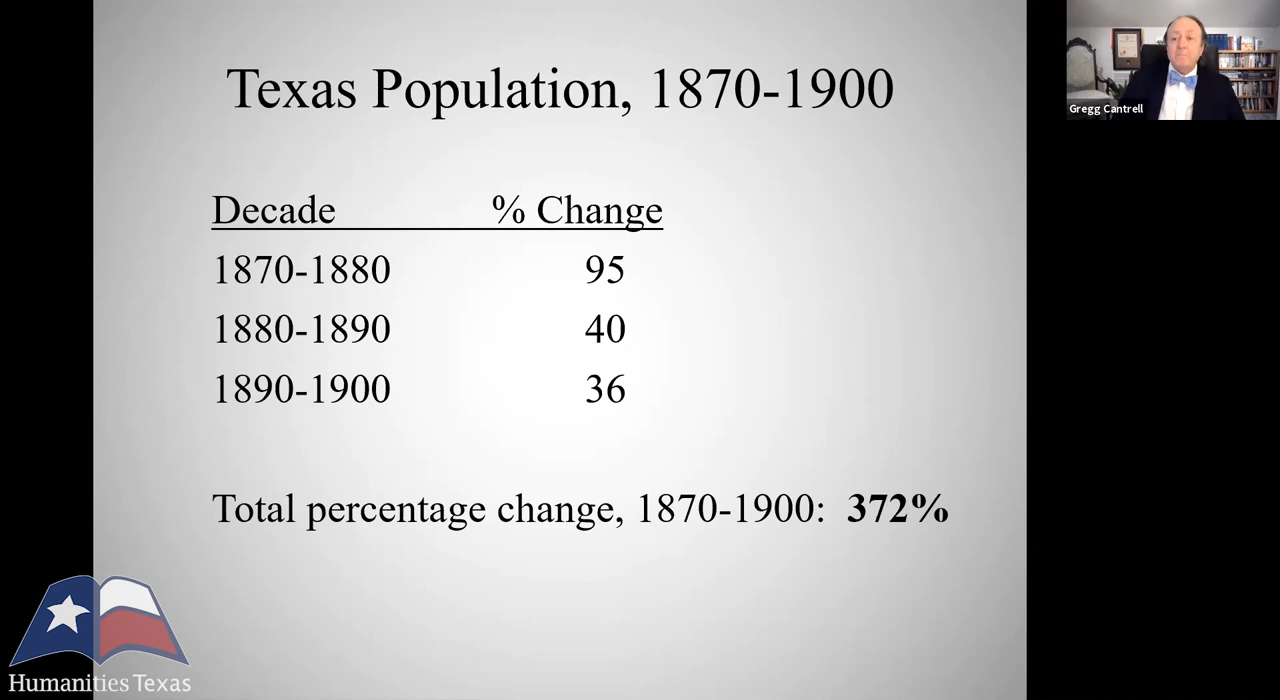 Texas Population, 1870-1900
Gregg Cantrell
Decade % Change
1870-1880 95
1880-1890 40
1890-1900 36
Total percentage change, 1870-1900: 372%
Humanities Texas